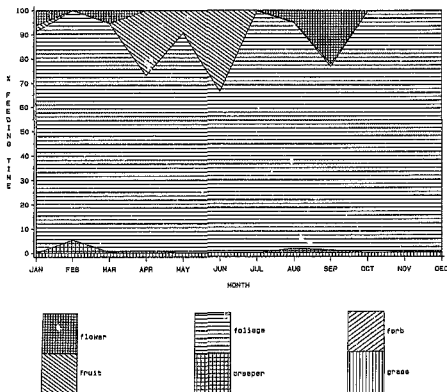 100
90
80
70
60
50
40
30
20
10
0
% FEEDING TIME
JAN FEB MAR APR MAY JUN JUL AUG SEP OCT NOV DEC
MONTH
flower foliage forb
fruit creeper grass